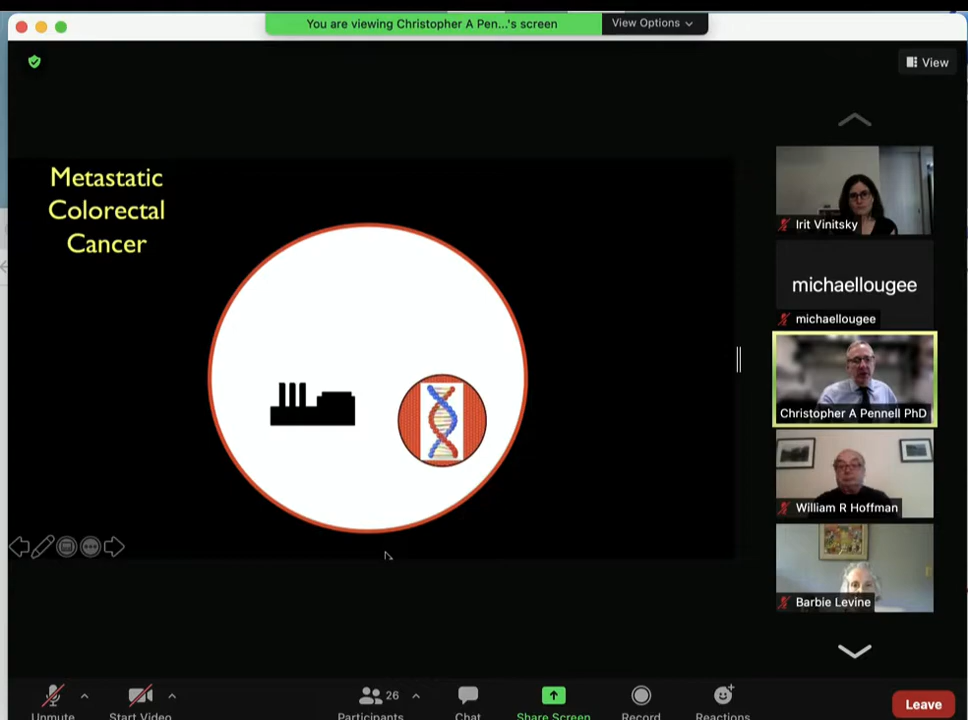 You are viewing Christopher A Pen...'s screen
View Options
View
Metastatic
Colorectal
Cancer
Irit Vinitsky
michaellougee
michaellougee
Christopher A Pennell PhD
William R Hoffman
Barbie Levine
Unmute
Start Video
26
Participants
Chat
Share Screen
Record
Reactions
Leave